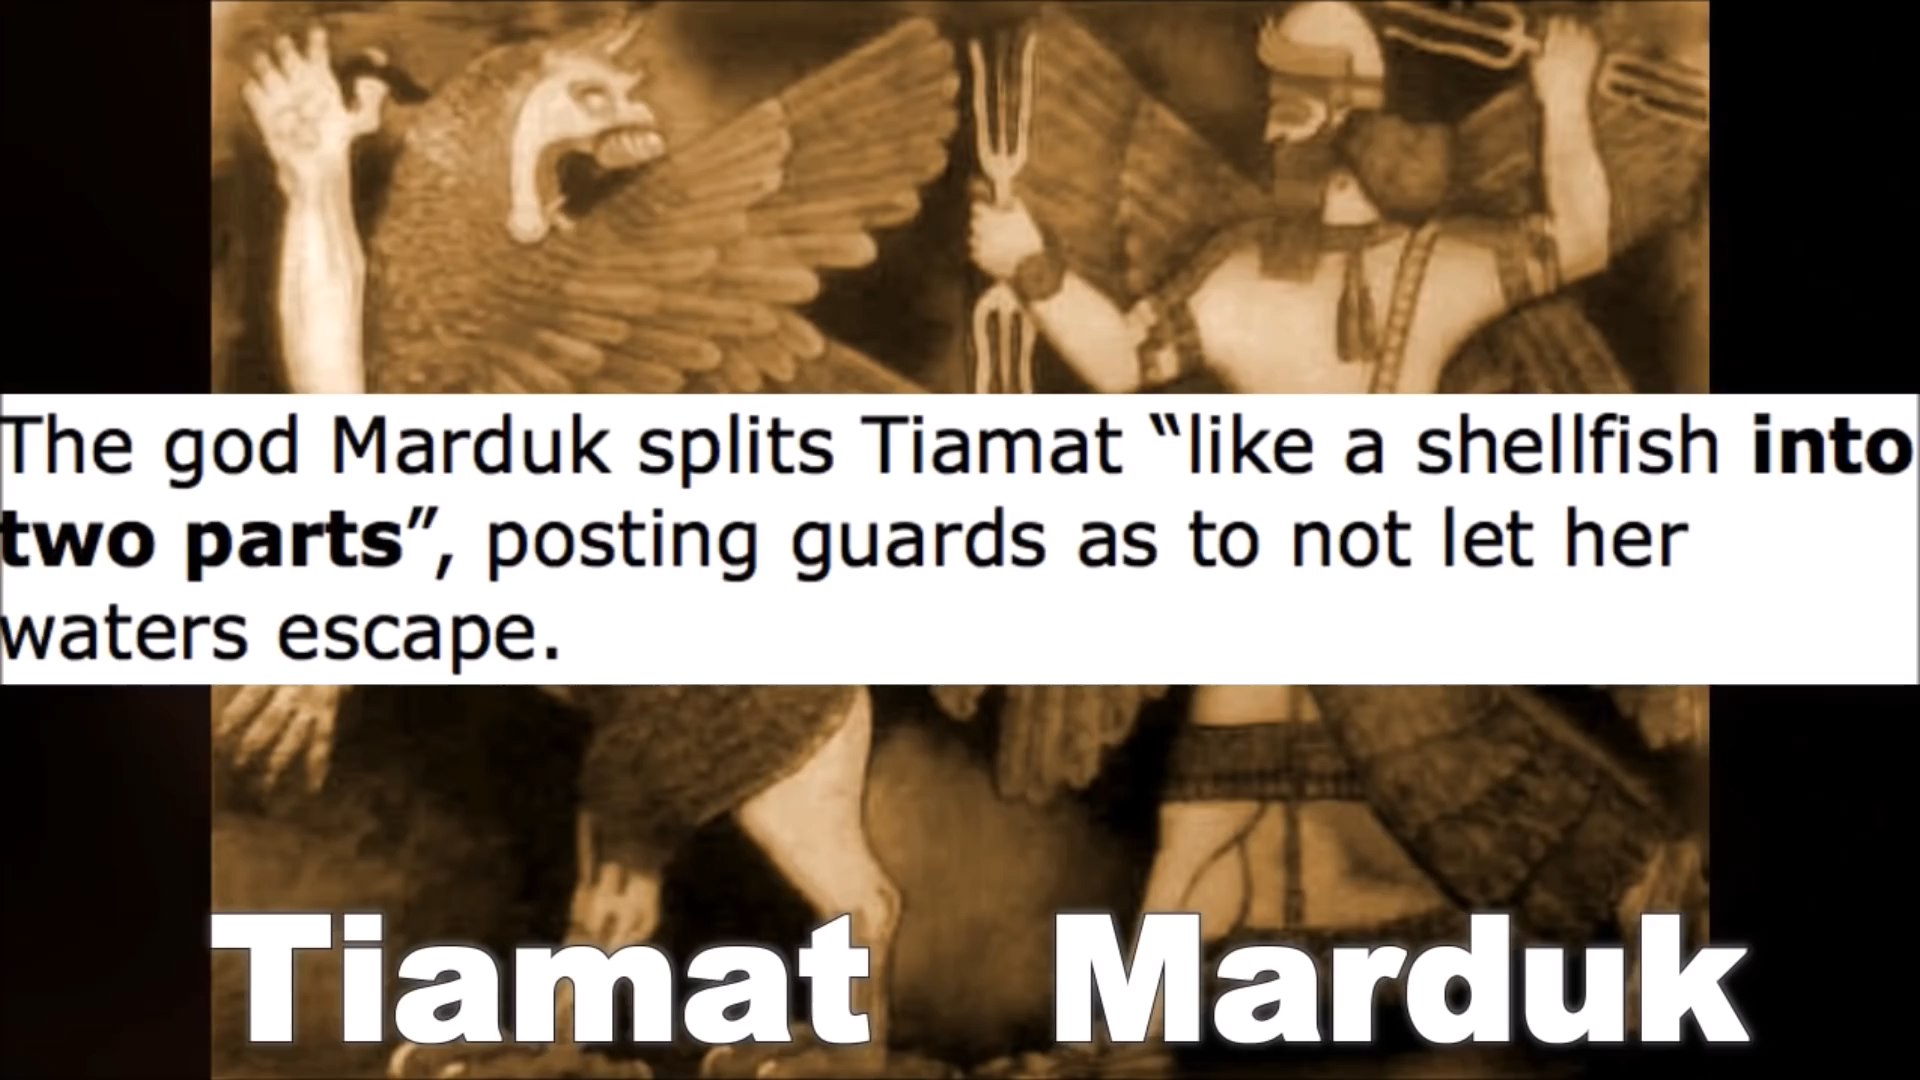 The god Marduk splits Tiamat “like a shellfish into
two parts”, posting guards as to not let her
waters escape.
Tiamat Marduk